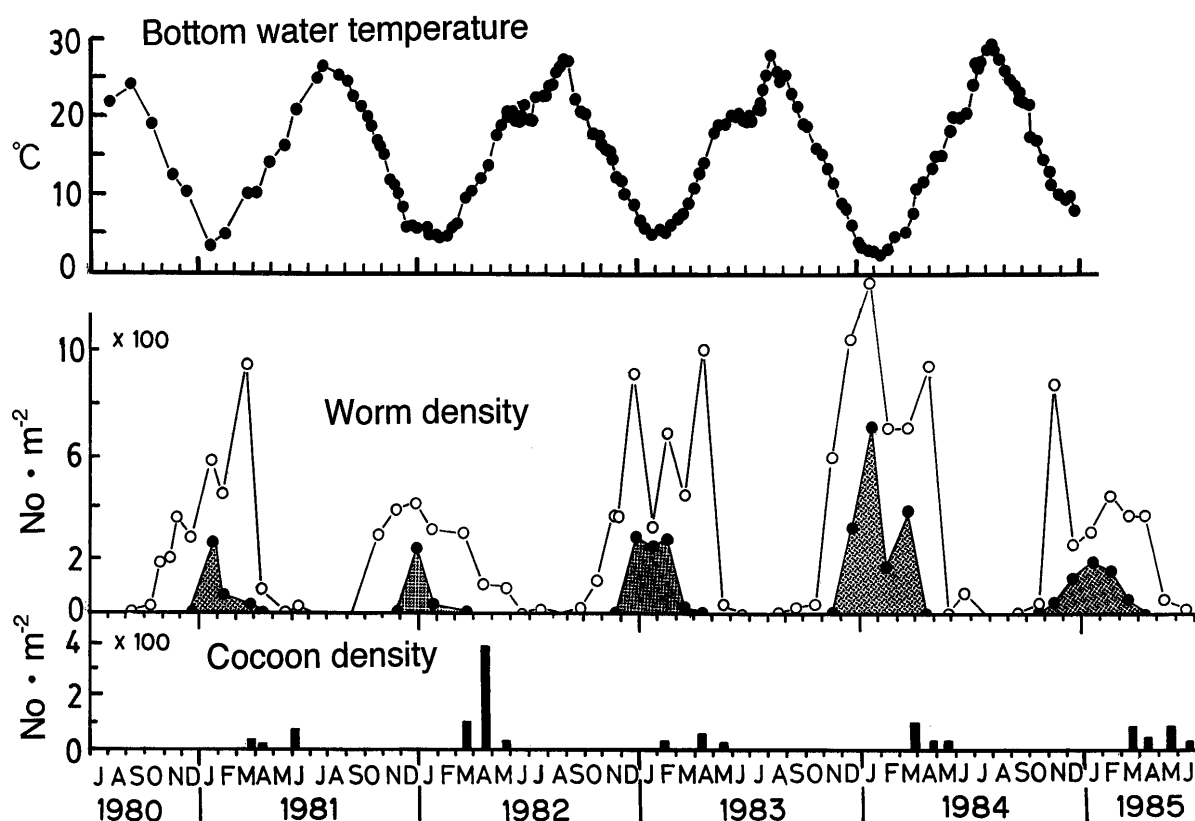 Bottom water temperature
30
20
°C
10
0
x 100
10
Worm density
6
No • m-2
2
0
4
x 100
Cocoon density
No • m-2
2
0
J A S O N D J F M A M J J A S O N D J F M A M J J A S O N D J F M A M J J A S O N D J F M A M J J A S O N D J F M A M J
1980 1981 1982 1983 1984 1985